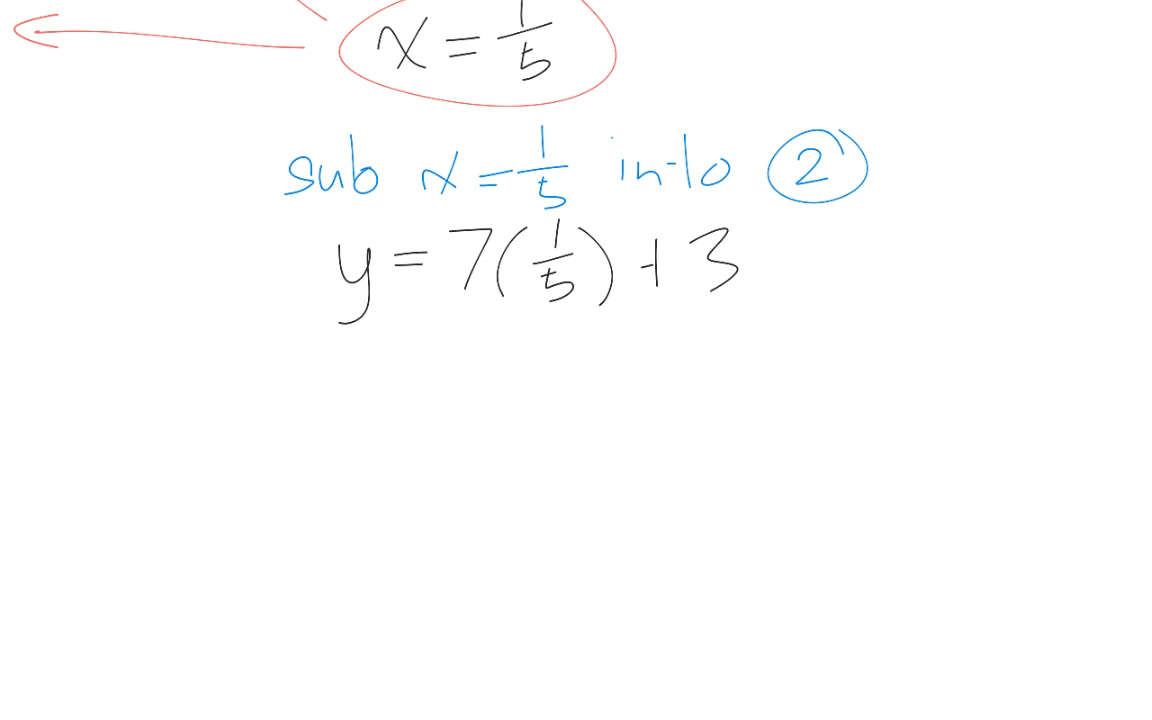 x = 1/5
sub x = 1/5 into ②
y = 7(1/5) + 3